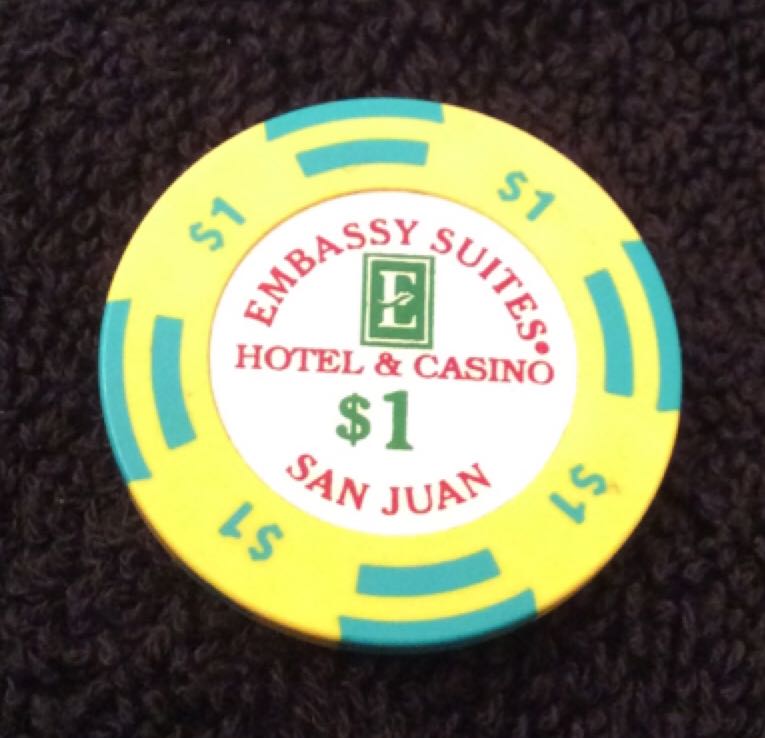 $1
$1
EMBASSY SUITES®
E
HOTEL & CASINO
$1
SAN JUAN
$1
$1